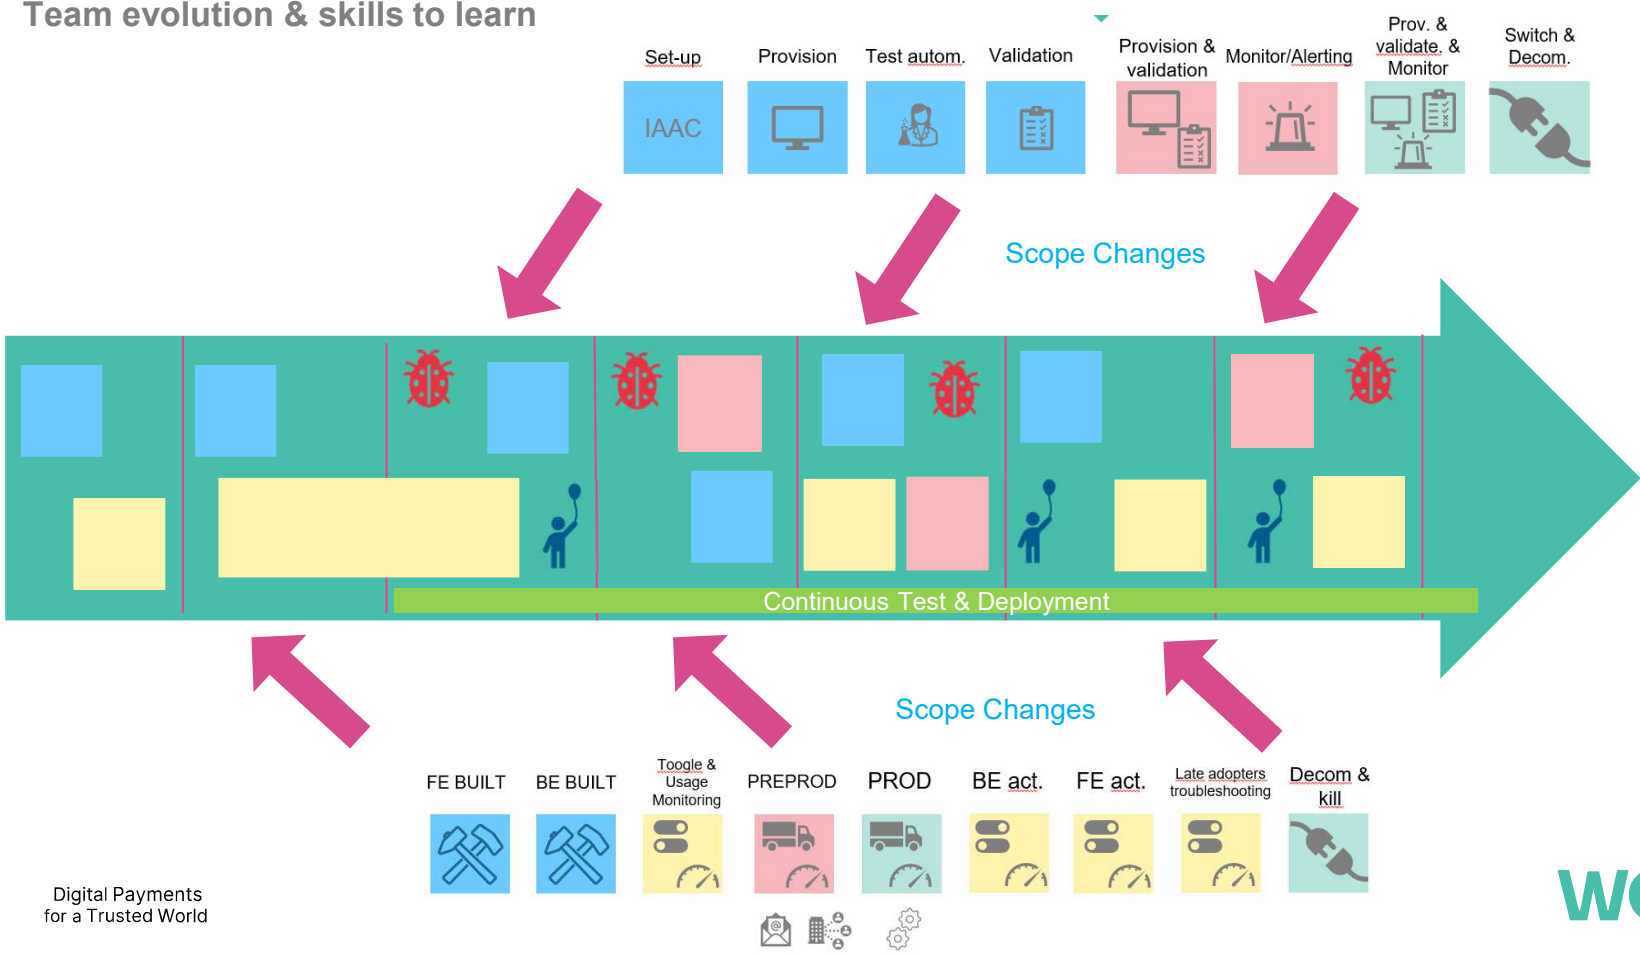 Team evolution & skills to learn
Set-up
Provision
Test autom.
Validation
Provision &
validation
Monitor/Alerting
Prov. &
validate. &
Monitor
Switch &
Decom.
IAAC
Scope Changes
Continuous Test & Deployment
Scope Changes
FE BUILT
BE BUILT
Toogle &
Usage
Monitoring
PREPROD
PROD
BE act.
FE act.
Late adopters
troubleshooting
Decom &
kill
Digital Payments
for a Trusted World